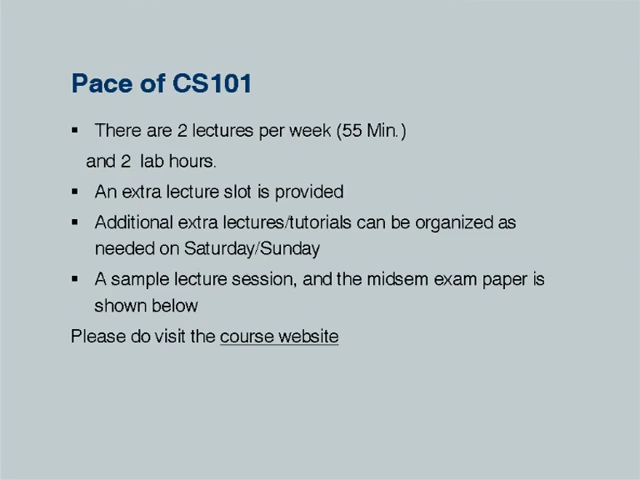 Pace of CS101
▪ There are 2 lectures per week (55 Min.)
and 2 lab hours.
▪ An extra lecture slot is provided
▪ Additional extra lectures/tutorials can be organized as
needed on Saturday/Sunday
▪ A sample lecture session, and the midsem exam paper is
shown below
Please do visit the course website